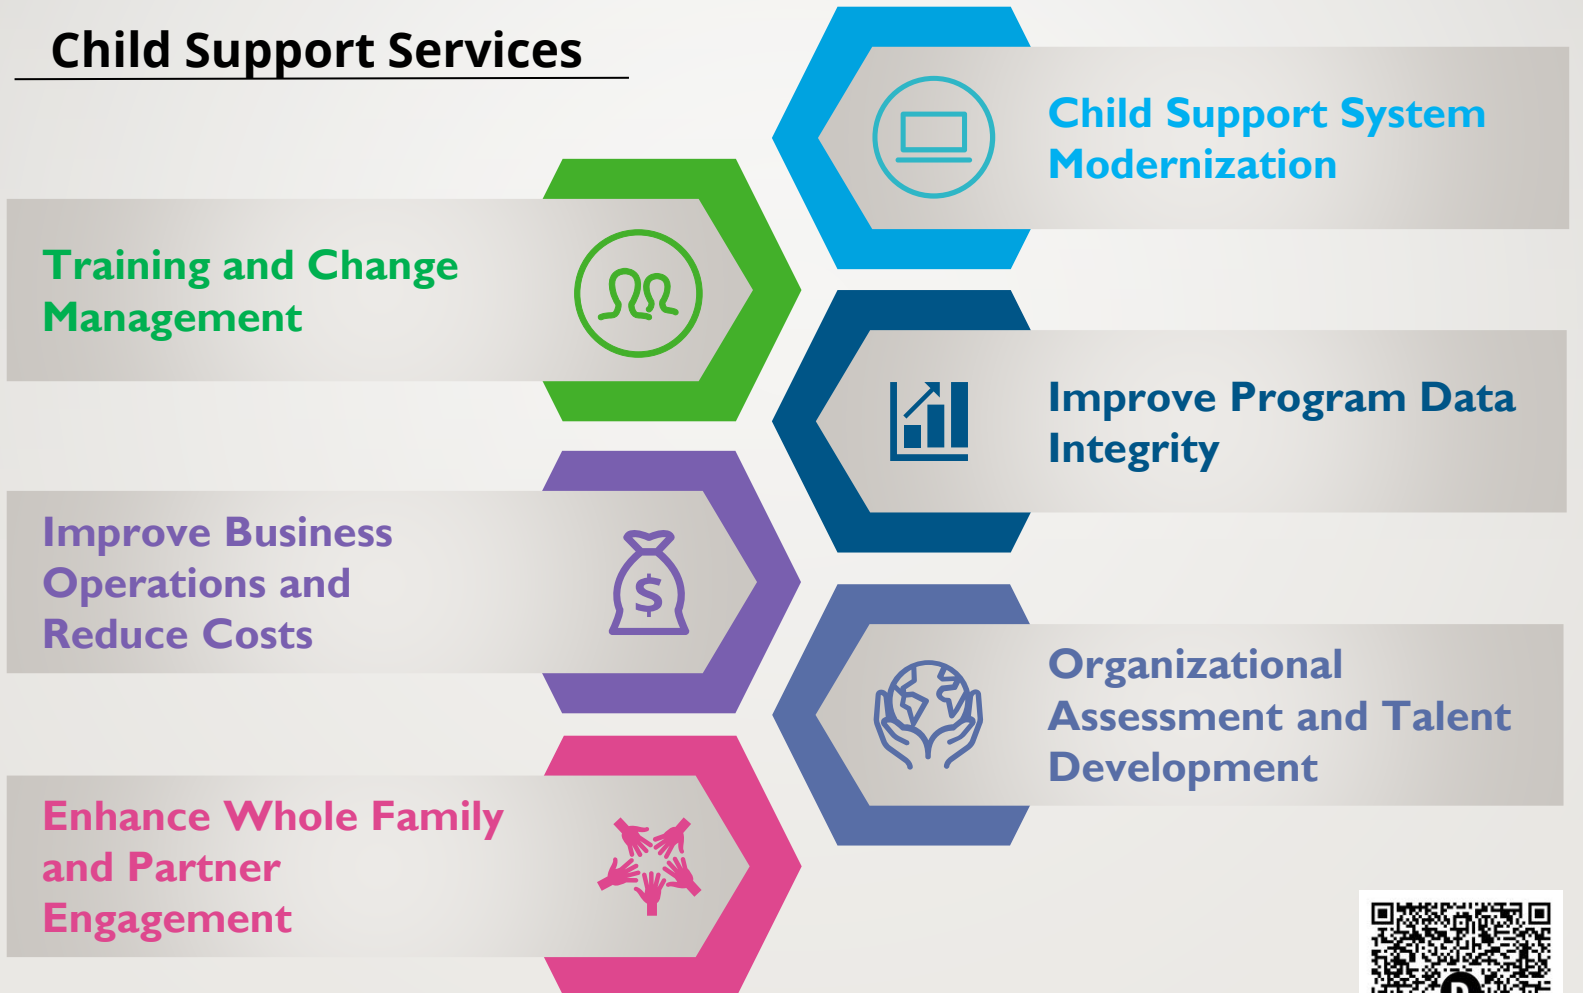 Child Support Services
Child Support System
Modernization
Training and Change
Management
Improve Program Data
Integrity
Improve Business
Operations and
Reduce Costs
$
Organizational
Assessment and Talent
Development
Enhance Whole Family
and Partner
Engagement